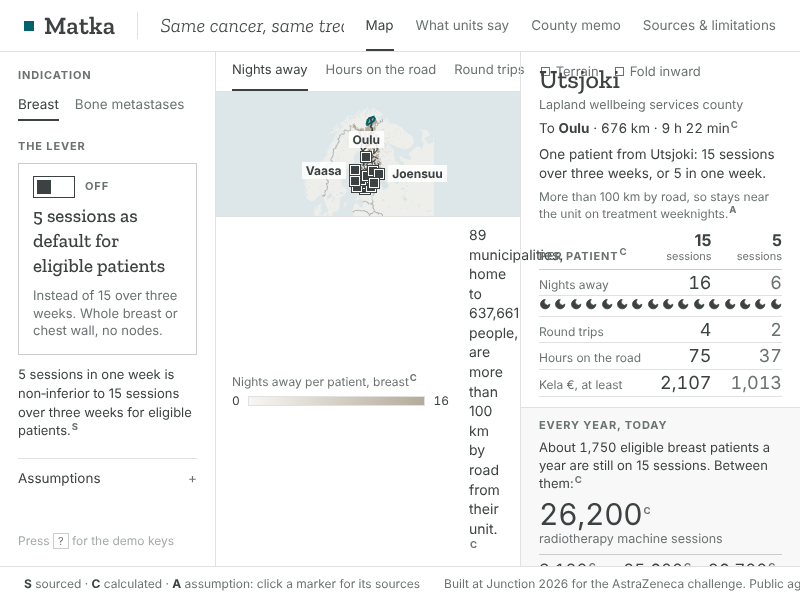 Matka
Same cancer, same trea
Map
What units say
County memo
Sources & limitations
INDICATION
Breast
Bone metastases
THE LEVER
OFF
5 sessions as
default for
eligible patients
Instead of 15 over three
weeks. Whole breast or
chest wall, no nodes.
5 sessions in one week is
non-inferior to 15 sessions
over three weeks for eligible
patients.S
Assumptions +
Press ? for the demo keys
Nights away
Hours on the road
Round trips
Terrain
Fold inward
Oulu
Vaasa
Joensuu
Nights away per patient, breastC
0 16
89
municipalities,
home
to
637,661
people,
are
more
than
100
km
by
road
from
their
unit.
C
Utsjoki
Lapland wellbeing services county
To Oulu · 676 km · 9 h 22 minC
One patient from Utsjoki: 15 sessions
over three weeks, or 5 in one week.
More than 100 km by road, so stays near
the unit on treatment weeknights.A
PER PATIENTC 15 sessions 5 sessions
Nights away 16 6
Round trips 4 2
Hours on the road 75 37
Kela €, at least 2,107 1,013
EVERY YEAR, TODAY
About 1,750 eligible breast patients a
year are still on 15 sessions. Between
them:C
26,200C
radiotherapy machine sessions
S sourced · C calculated · A assumption: click a marker for its sources
Built at Junction 2026 for the AstraZeneca challenge. Public ag